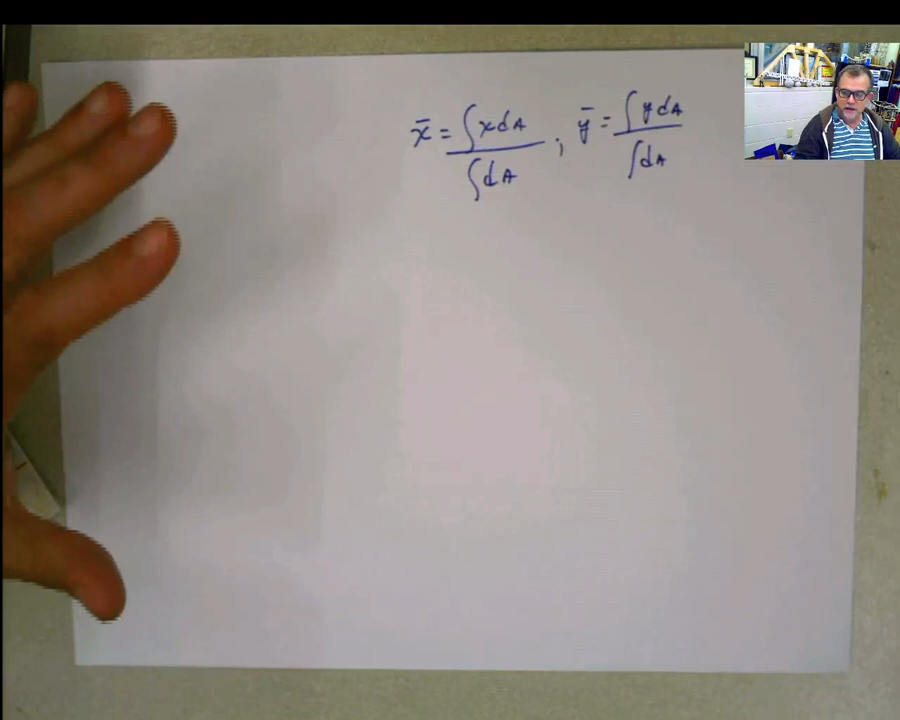 x̄ = ∫x dA / ∫dA ; ȳ = ∫y dA / ∫dA